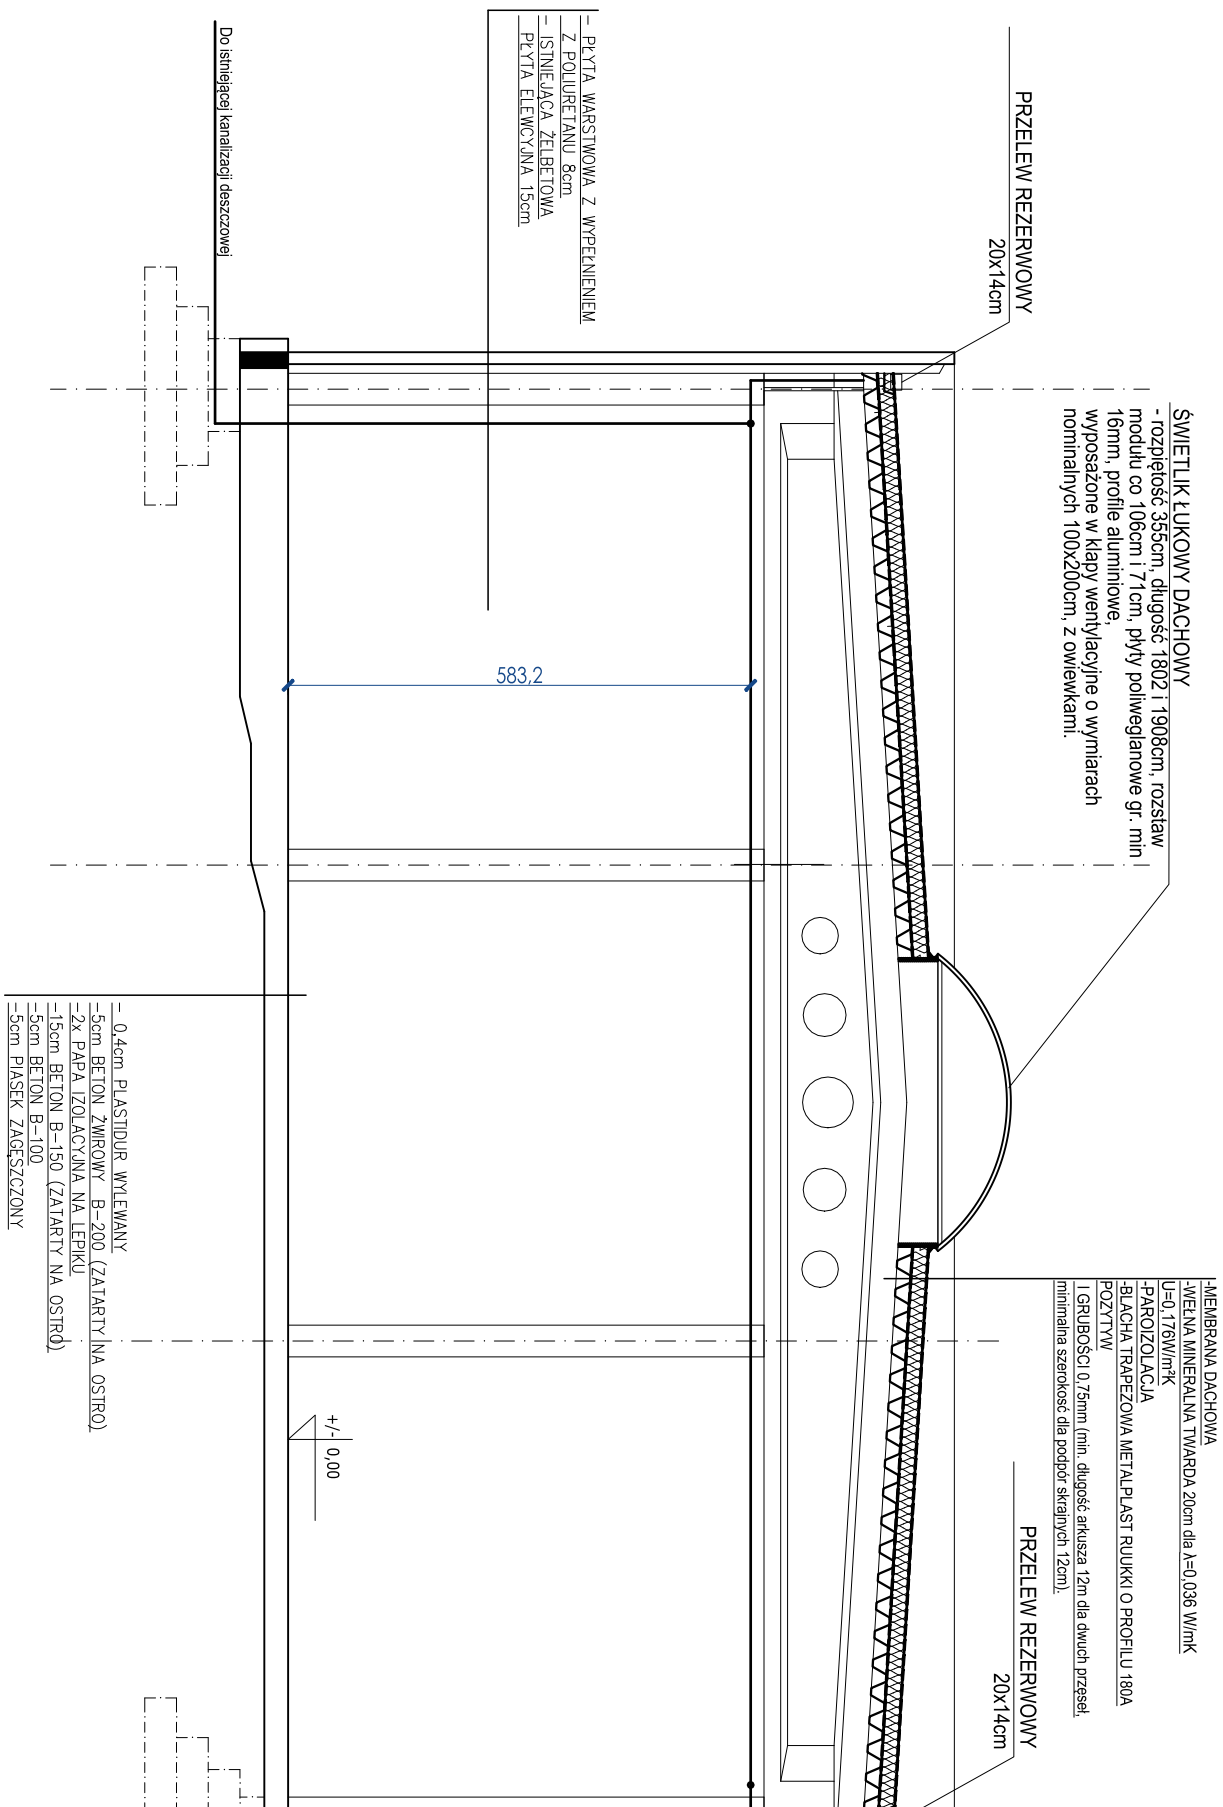 PRZELEW REZERWOWY
20x14cm
ŚWIETLIK ŁUKOWY DACHOWY
- rozpiętość 355cm, długość 1802 i 1908cm, rozstaw
modułu co 106cm i 71cm, płyty poliweglanowe gr. min
16mm, profile aluminiowe,
wyposażone w klapy wentylacyjne o wymiarach
nominalnych 100x200cm, z owiewkami.
-MEMBRANA DACHOWA
-WEŁNA MINERALNA TWARDA 20cm dla λ=0,036 W/mK
U=0,176W/m²K
-PAROIZOLACJA
-BLACHA TRAPEZOWA METALPLAST RUUKKI O PROFILU 180A
POZYTYW
I GRUBOŚCI 0,75mm (min. długość arkusza 12m dla dwuch przęseł,
minimalna szerokosć dla podpór skrajnych 12cm).
PRZELEW REZERWOWY
20x14cm
- PŁYTA WARSTWOWA Z WYPEŁNIENIEM
Z POLIURETANU 8cm
- ISTNIEJĄCA ŻELBETOWA
PŁYTA ELEWCYJNA 15cm
583,2
Do istniejącej kanalizacji deszczowej
+/- 0,00
- 0,4cm PLASTIDUR WYLEWANY
-5cm BETON ŻWIROWY B-200 (ZATARTY NA OSTRO)
-2x PAPA IZOLACYJNA NA LEPIKU
-15cm BETON B-150 (ZATARTY NA OSTRO)
-5cm BETON B-100
-5cm PIASEK ZAGĘSZCZONY